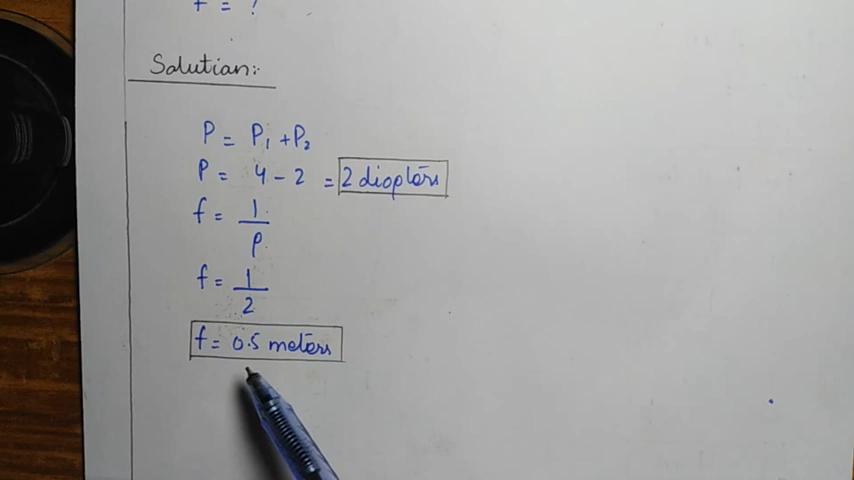 f = ?
Solution:-
P = P₁ + P₂
P = 4 - 2 = 2 diopters
f = 1/P
f = 1/2
f = 0.5 meters